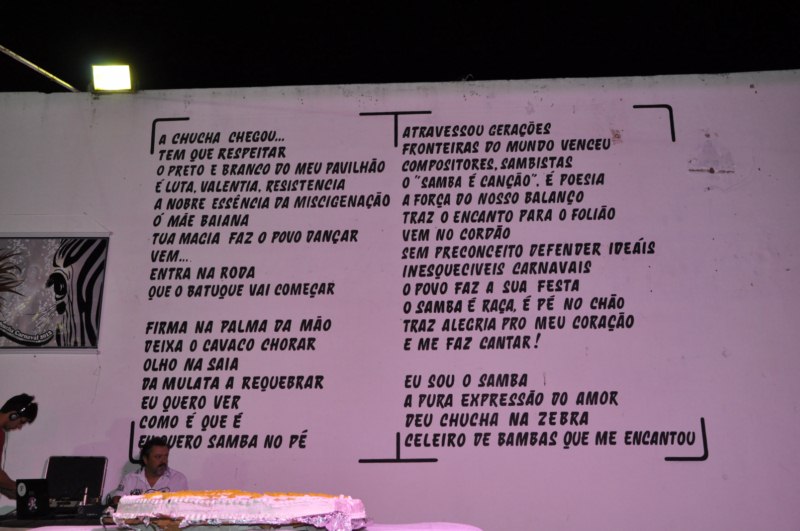 A CHUCHA CHEGOU...
TEM QUE RESPEITAR
O PRETO E BRANCO DO MEU PAVILHÃO
É LUTA, VALENTIA, RESISTENCIA
A NOBRE ESSÊNCIA DA MISCIGENAÇÃO
Ó MÃE BAIANA
TUA MAGIA FAZ O POVO DANÇAR
VEM...
ENTRA NA RODA
QUE O BATUQUE VAI COMEÇAR
FIRMA NA PALMA DA MÃO
DEIXA O CAVACO CHORAR
OLHO NA SAIA
DA MULATA A REQUEBRAR
EU QUERO VER
COMO É QUE É
EU QUERO SAMBA NO PÉ
ATRAVESSOU GERAÇÕES
FRONTEIRAS DO MUNDO VENCEU
COMPOSITORES, SAMBISTAS
O "SAMBA É CANÇÃO", É POESIA
A FORÇA DO NOSSO BALANÇO
TRAZ O ENCANTO PARA O FOLIÃO
VEM NO CORDÃO
SEM PRECONCEITO DEFENDER IDEÁIS
INESQUECIVEIS CARNAVAIS
O POVO FAZ A SUA FESTA
O SAMBA É RAÇA, É PÉ NO CHÃO
TRAZ ALEGRIA PRO MEU CORAÇÃO
E ME FAZ CANTAR!
EU SOU O SAMBA
A PURA EXPRESSÃO DO AMOR
DEU CHUCHA NA ZEBRA
CELEIRO DE BAMBAS QUE ME ENCANTOU
Carnaval